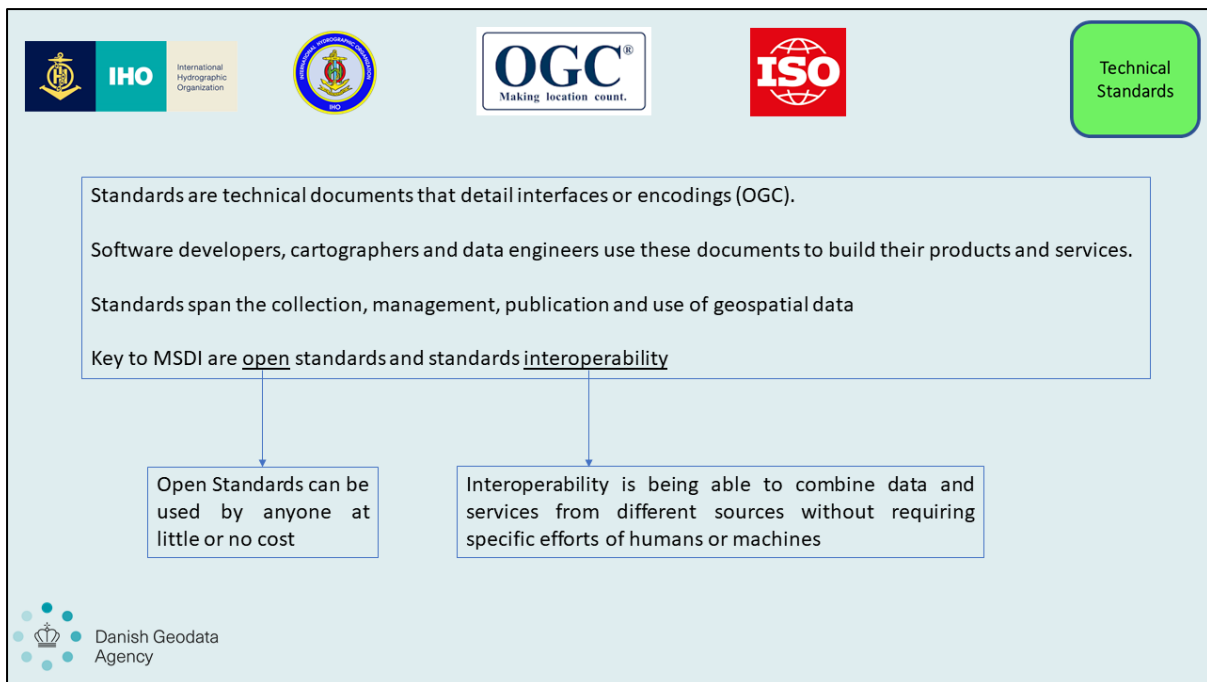 IHO
International
Hydrographic
Organization
INTERNATIONAL HYDROGRAPHIC ORGANIZATION
IHO
OGC®
Making location count.
ISO
Technical
Standards
Standards are technical documents that detail interfaces or encodings (OGC).
Software developers, cartographers and data engineers use these documents to build their products and services.
Standards span the collection, management, publication and use of geospatial data
Key to MSDI are open standards and standards interoperability
Open Standards can be
used by anyone at
little or no cost
Interoperability is being able to combine data and
services from different sources without requiring
specific efforts of humans or machines
Danish Geodata
Agency